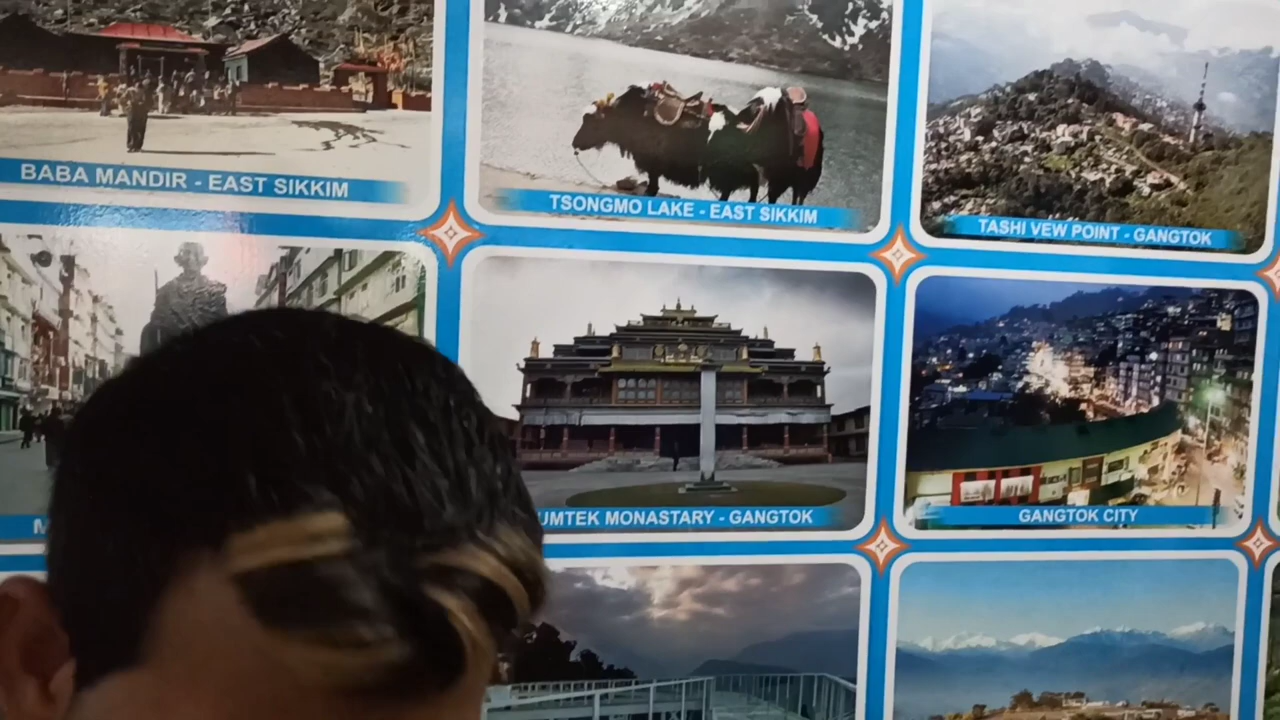 BABA MANDIR - EAST SIKKIM
TSONGMO LAKE - EAST SIKKIM
TASHI VEW POINT - GANGTOK
UMTEK MONASTARY - GANGTOK
GANGTOK CITY